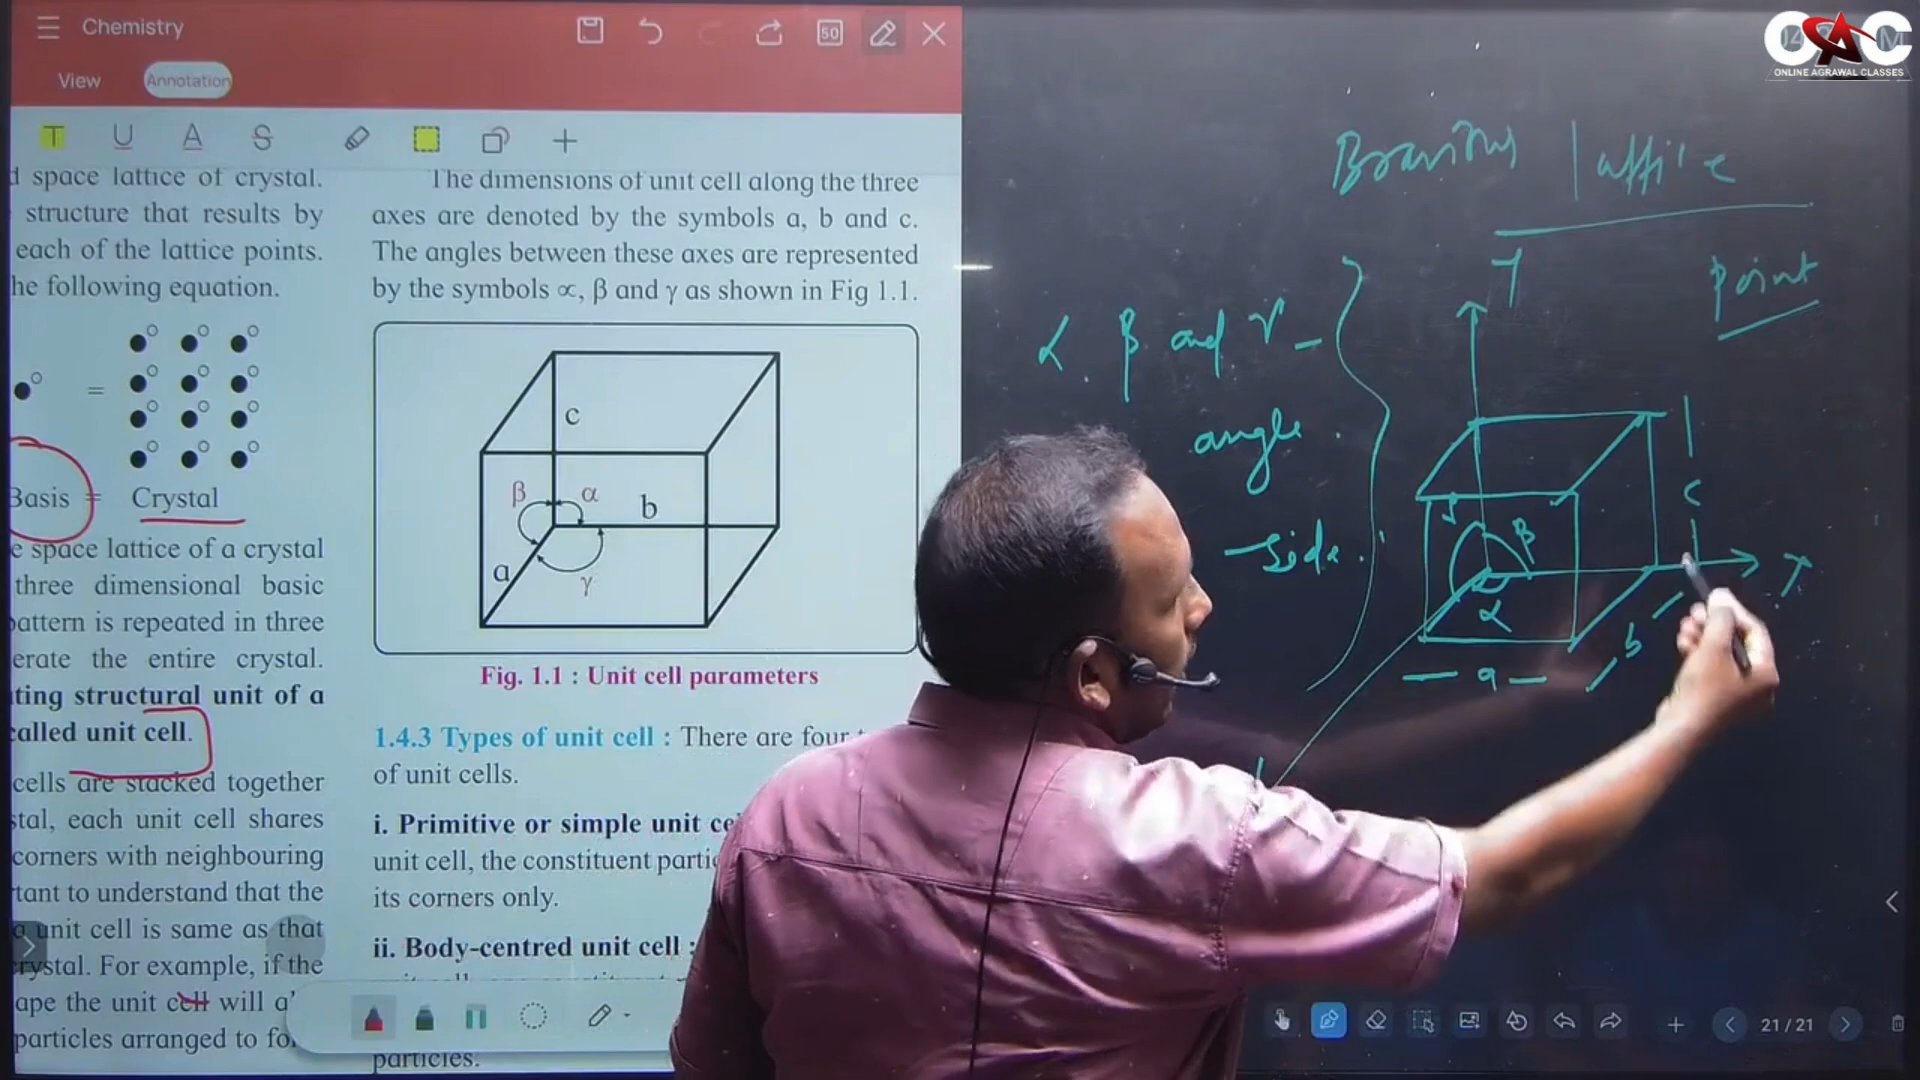 Chemistry
50
View
Annotation
T U A S
d space lattice of crystal.
structure that results by
each of the lattice points.
he following equation.
=
Basis = Crystal
e space lattice of a crystal
three dimensional basic
pattern is repeated in three
erate the entire crystal.
ting structural unit of a
called unit cell.
cells are stacked together
stal, each unit cell shares
corners with neighbouring
rtant to understand that the
a unit cell is same as that
crystal. For example, if the
ape the unit cell will a
particles arranged to fo
The dimensions of unit cell along the three
axes are denoted by the symbols a, b and c.
The angles between these axes are represented
by the symbols ∝, β and γ as shown in Fig 1.1.
c
β α
b
a
γ
Fig. 1.1 : Unit cell parameters
1.4.3 Types of unit cell : There are four
of unit cells.
i. Primitive or simple unit ce
unit cell, the constituent partic
its corners only.
ii. Body-centred unit cell :
particles.
OAC
ONLINE AGRAWAL CLASSES
lattice
point
α β and γ –
angle
side.
c
β
α
b
– a –
21 / 21